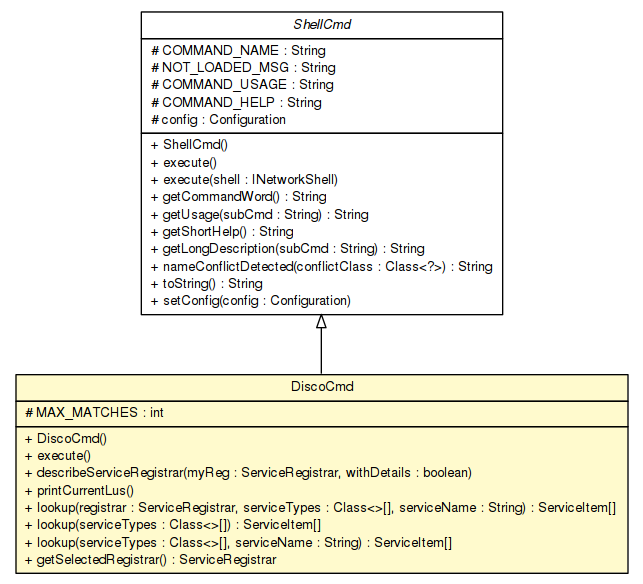 ShellCmd
# COMMAND_NAME : String
# NOT_LOADED_MSG : String
# COMMAND_USAGE : String
# COMMAND_HELP : String
# config : Configuration
+ ShellCmd()
+ execute()
+ execute(shell : INetworkShell)
+ getCommandWord() : String
+ getUsage(subCmd : String) : String
+ getShortHelp() : String
+ getLongDescription(subCmd : String) : String
+ nameConflictDetected(conflictClass : Class<?>) : String
+ toString() : String
+ setConfig(config : Configuration)
DiscoCmd
# MAX_MATCHES : int
+ DiscoCmd()
+ execute()
+ describeServiceRegistrar(myReg : ServiceRegistrar, withDetails : boolean)
+ printCurrentLus()
+ lookup(registrar : ServiceRegistrar, serviceTypes : Class<>[], serviceName : String) : ServiceItem[]
+ lookup(serviceTypes : Class<>[]) : ServiceItem[]
+ lookup(serviceTypes : Class<>[], serviceName : String) : ServiceItem[]
+ getSelectedRegistrar() : ServiceRegistrar